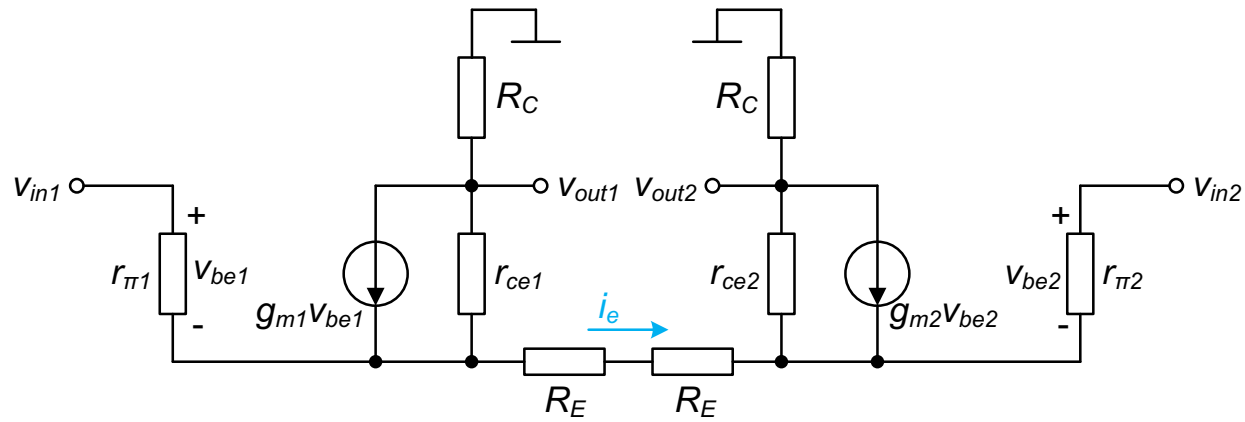 R_C R_C
v_in1 v_out1 v_out2 v_in2
+ +
r_π1 v_be1 r_ce1 r_ce2 v_be2 r_π2
- g_m1v_be1 i_e g_m2v_be2 -
R_E R_E